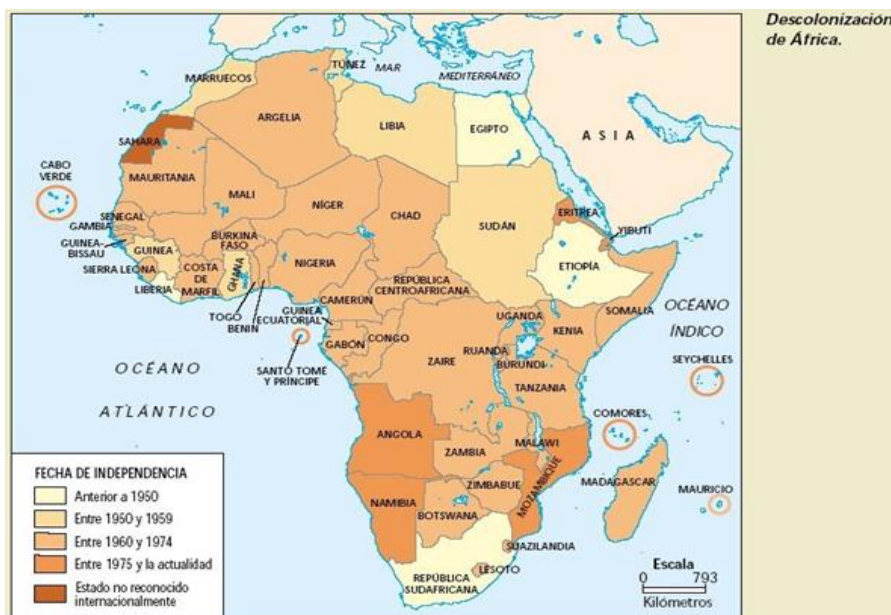 Descolonización
de África.
MAR
MEDITERRÁNEO
ASIA
MARRUECOS
TÚNEZ
ARGELIA
LIBIA
EGIPTO
SAHARA
CABO
VERDE
MAURITANIA
MALI
NÍGER
CHAD
SUDÁN
ERITREA
YIBUTI
SENEGAL
GAMBIA
GUINEA-
BISSAU
GUINEA
SIERRA LEONA
LIBERIA
COSTA
DE
MARFIL
BURKINA
FASO
GHANA
TOGO
BENIN
NIGERIA
CAMERÚN
REPÚBLICA
CENTROAFRICANA
ETIOPÍA
SOMALIA
GUINEA
ECUATORIAL
GABÓN
CONGO
SANTO TOMÉ
Y PRÍNCIPE
ZAIRE
UGANDA
KENIA
RUANDA
BURUNDI
TANZANIA
OCÉANO
ÍNDICO
SEYCHELLES
COMORES
OCÉANO
ATLÁNTICO
ANGOLA
ZAMBIA
MALAWI
MOZAMBIQUE
ZIMBABUE
MADAGASCAR
MAURICIO
NAMIBIA
BOTSWANA
SUAZILANDIA
LESOTO
REPÚBLICA
SUDAFRICANA
FECHA DE INDEPENDENCIA
Anterior a 1950
Entre 1950 y 1959
Entre 1960 y 1974
Entre 1975 y la actualidad
Estado no reconocido
internacionalmente
Escala
0 793
Kilómetros